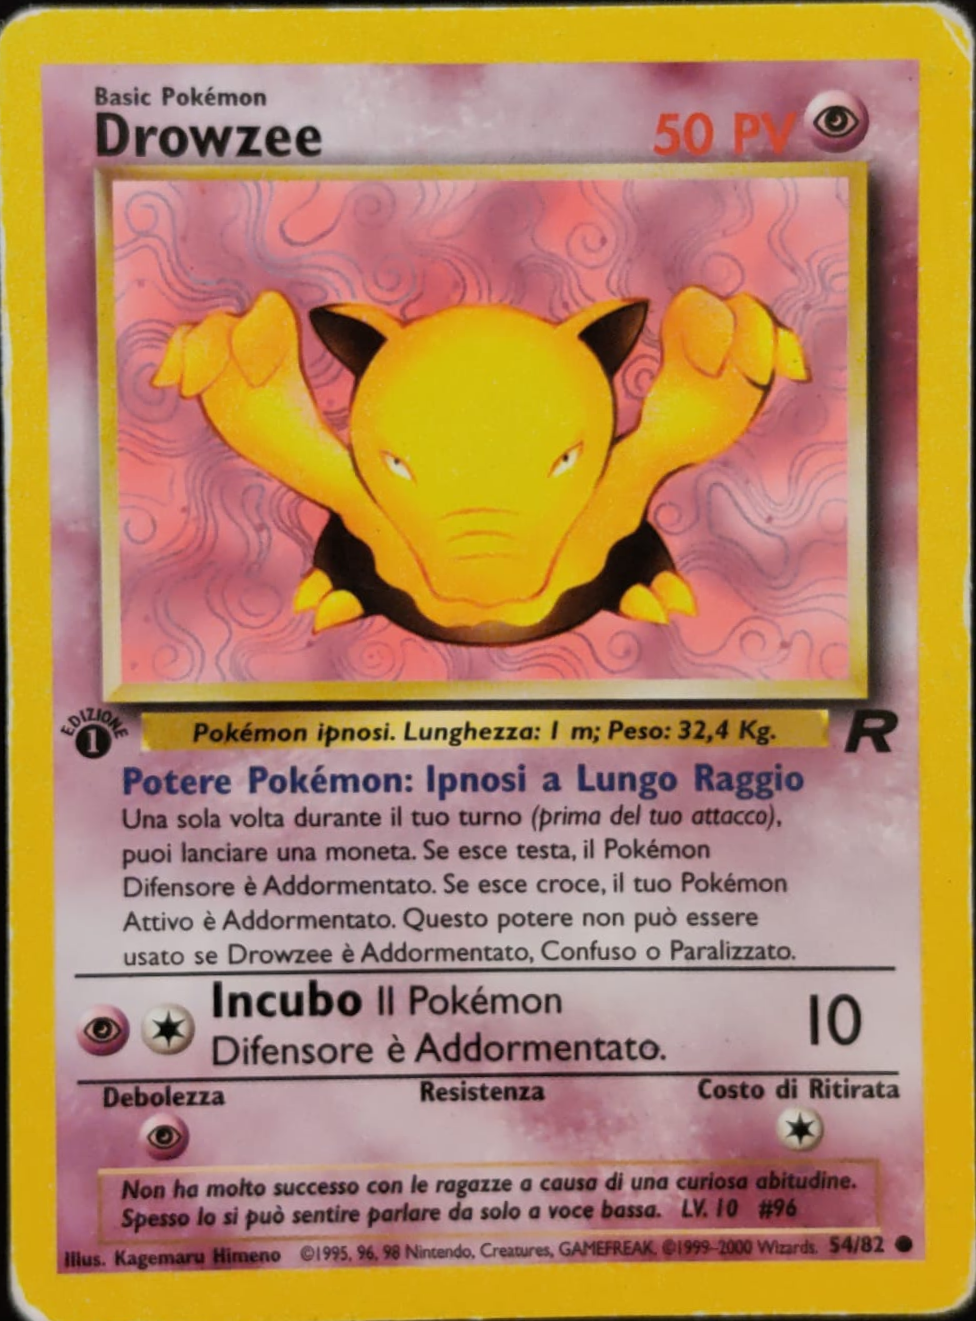 Basic Pokémon
Drowzee
50 PV
EDIZIONE
1
Pokémon ipnosi. Lunghezza: 1 m; Peso: 32,4 Kg.
R
Potere Pokémon: Ipnosi a Lungo Raggio
Una sola volta durante il tuo turno (prima del tuo attacco),
puoi lanciare una moneta. Se esce testa, il Pokémon
Difensore è Addormentato. Se esce croce, il tuo Pokémon
Attivo è Addormentato. Questo potere non può essere
usato se Drowzee è Addormentato, Confuso o Paralizzato.
Incubo Il Pokémon
Difensore è Addormentato.
10
Debolezza Resistenza Costo di Ritirata
Non ha molto successo con le ragazze a causa di una curiosa abitudine.
Spesso lo si può sentire parlare da solo a voce bassa. LV. 10 #96
Illus. Kagemaru Himeno ©1995, 96, 98 Nintendo, Creatures, GAMEFREAK. ©1999-2000 Wizards. 54/82